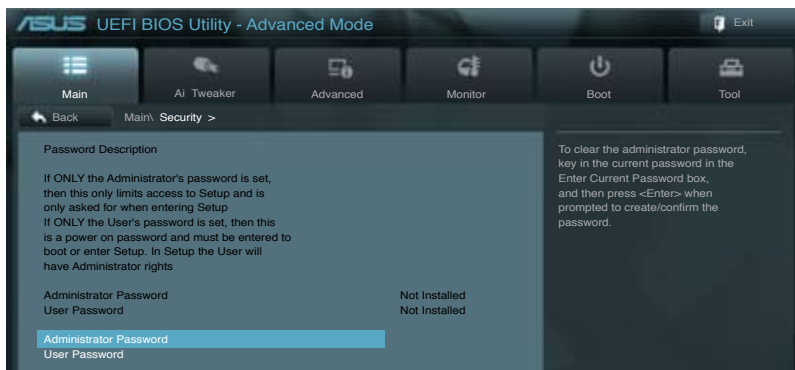 ASUS UEFI BIOS Utility - Advanced Mode
Exit
Main
Ai Tweaker
Advanced
Monitor
Boot
Tool
Back
Main\ Security >
Password Description
If ONLY the Administrator's password is set,
then this only limits access to Setup and is
only asked for when entering Setup
If ONLY the User's password is set, then this
is a power on password and must be entered to
boot or enter Setup. In Setup the User will
have Administrator rights
Administrator Password Not Installed
User Password Not Installed
Administrator Password
User Password
To clear the administrator password,
key in the current password in the
Enter Current Password box,
and then press <Enter> when
prompted to create/confirm the
password.